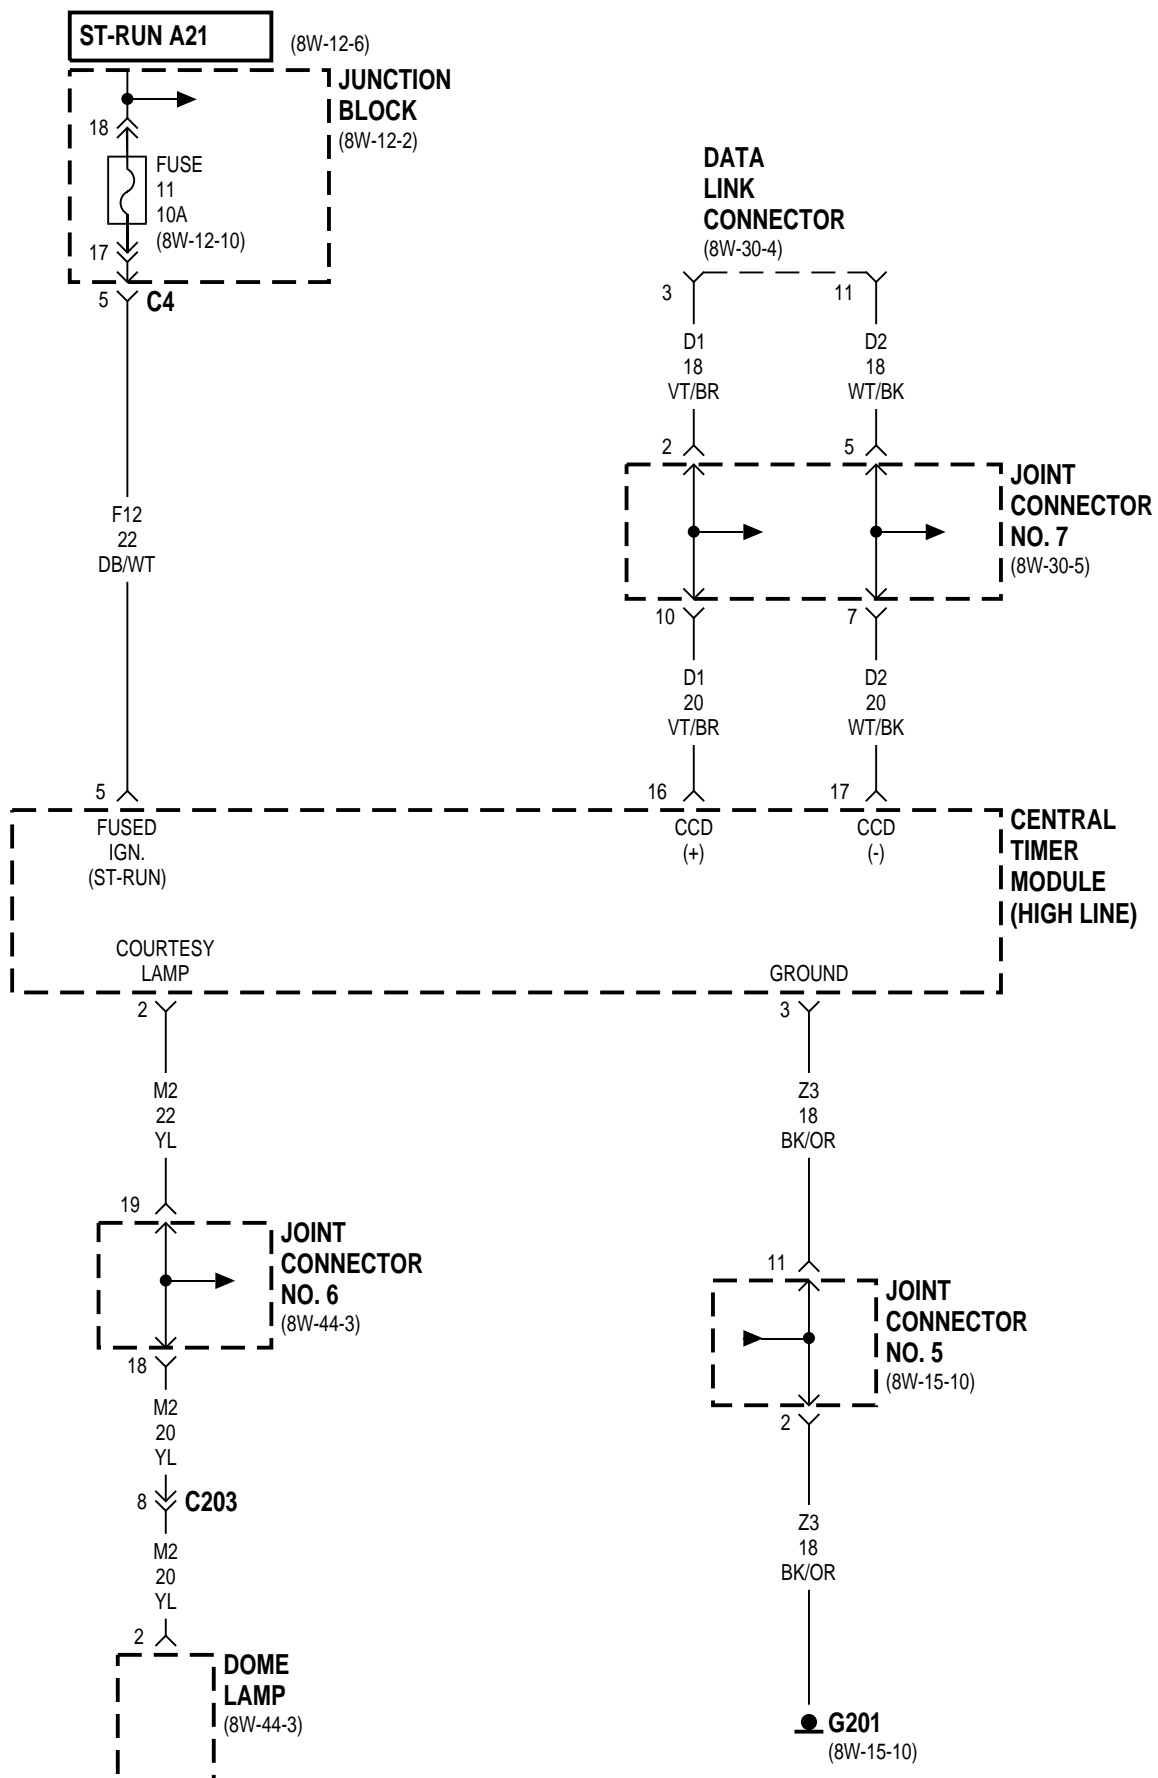 ST-RUN A21
(8W-12-6)
JUNCTION
BLOCK
(8W-12-2)
18
FUSE
11
10A
(8W-12-10)
17
5
C4
DATA
LINK
CONNECTOR
(8W-30-4)
3
11
D1
18
VT/BR
D2
18
WT/BK
2
5
JOINT
CONNECTOR
NO. 7
(8W-30-5)
F12
22
DB/WT
10
7
D1
20
VT/BR
D2
20
WT/BK
5
16
17
FUSED
IGN.
(ST-RUN)
CCD
(+)
CCD
(-)
CENTRAL
TIMER
MODULE
(HIGH LINE)
COURTESY
LAMP
GROUND
2
3
M2
22
YL
Z3
18
BK/OR
19
JOINT
CONNECTOR
NO. 6
(8W-44-3)
11
JOINT
CONNECTOR
NO. 5
(8W-15-10)
18
M2
20
YL
2
8
C203
M2
20
YL
Z3
18
BK/OR
2
DOME
LAMP
(8W-44-3)
G201
(8W-15-10)